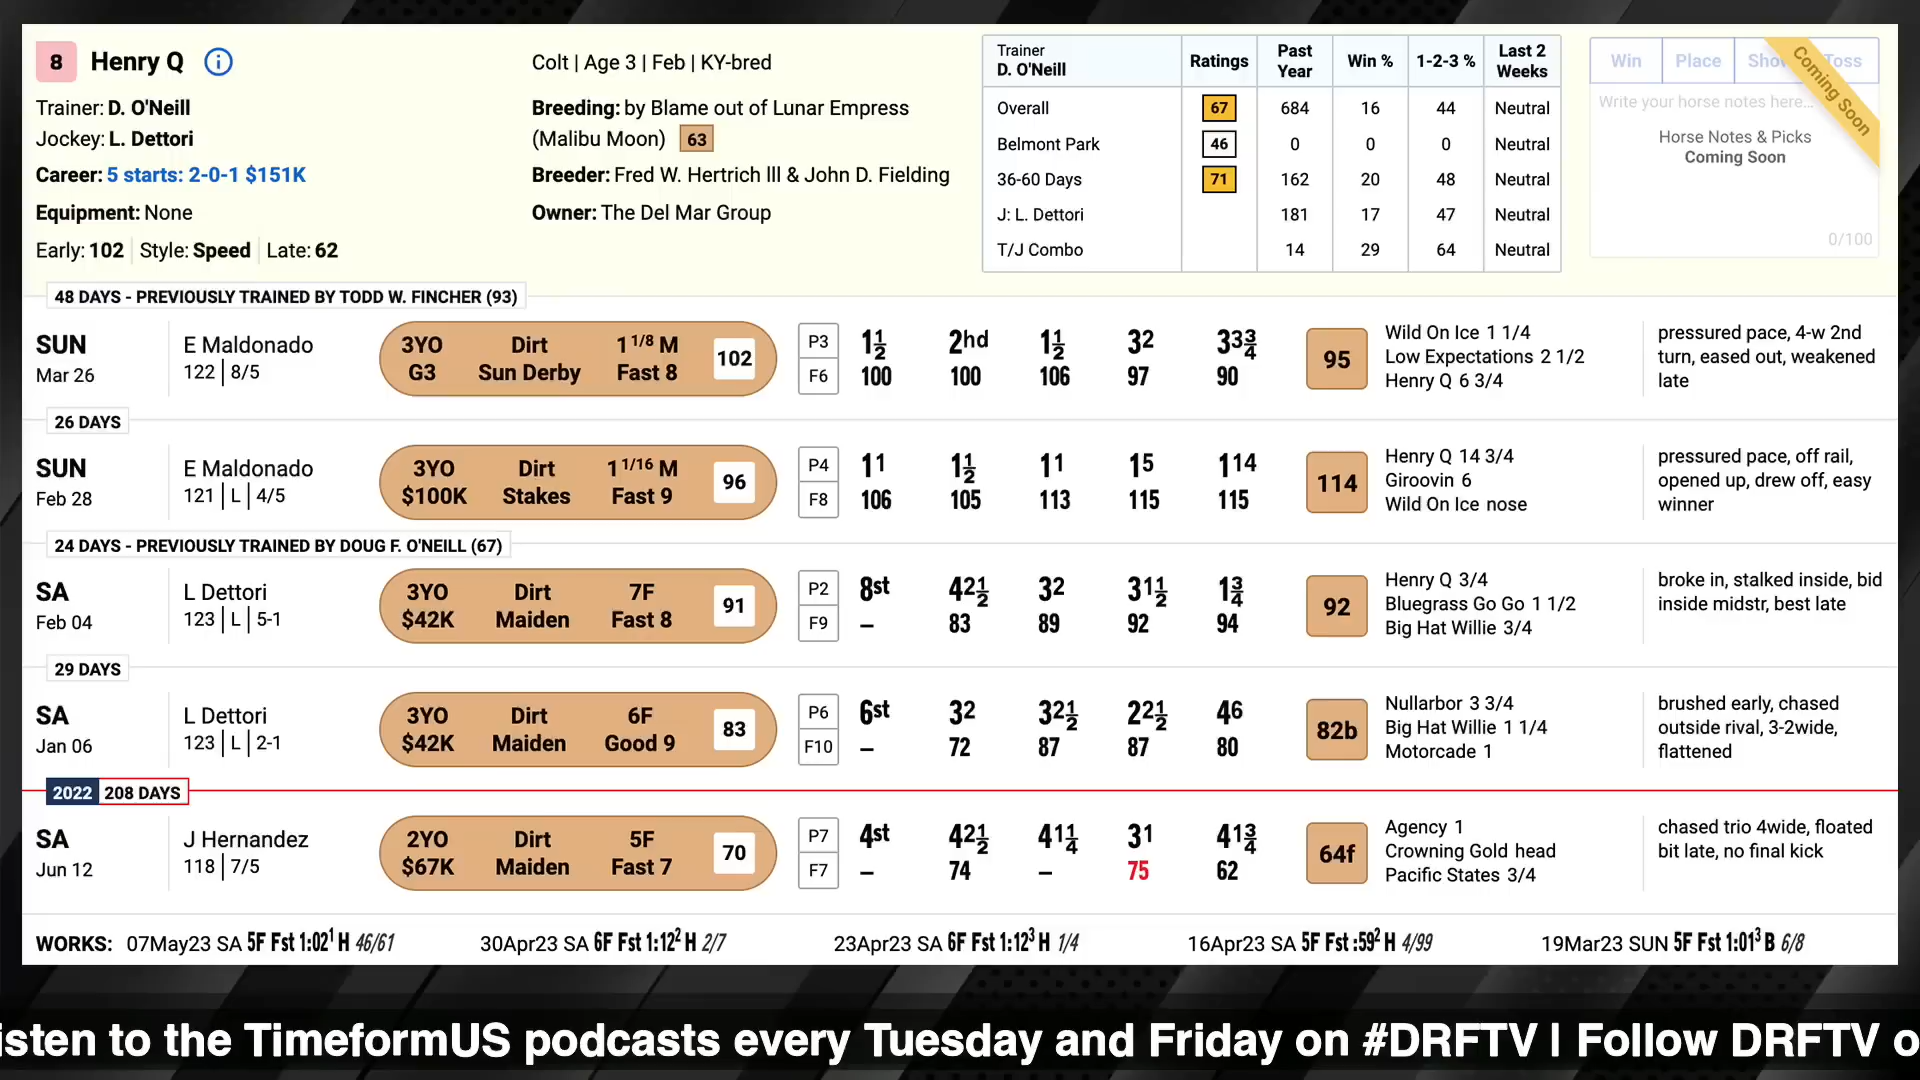 8 Henry Q i
Trainer: D. O'Neill
Jockey: L. Dettori
Career: 5 starts: 2-0-1 $151K
Equipment: None
Early: 102 | Style: Speed | Late: 62
Colt | Age 3 | Feb | KY-bred
Breeding: by Blame out of Lunar Empress
(Malibu Moon) 63
Breeder: Fred W. Hertrich lll & John D. Fielding
Owner: The Del Mar Group
Trainer
D. O'Neill Ratings Past Year Win % 1-2-3 % Last 2 Weeks
Overall 67 684 16 44 Neutral
Belmont Park 46 0 0 0 Neutral
36-60 Days 71 162 20 48 Neutral
J: L. Dettori 181 17 47 Neutral
T/J Combo 14 29 64 Neutral
Win Place Show Toss
Coming Soon
Write your horse notes here...
Horse Notes & Picks
Coming Soon
0/100
48 DAYS - PREVIOUSLY TRAINED BY TODD W. FINCHER (93)
SUN E Maldonado 3YO Dirt 1 1/8 M 102 P3 1½ 2hd 1½ 3² 3 3¾ 95 Wild On Ice 1 1/4 pressured pace, 4-w 2nd
Mar 26 122 | 8/5 G3 Sun Derby Fast 8 F6 100 100 106 97 90 Low Expectations 2 1/2 turn, eased out, weakened
Henry Q 6 3/4 late
26 DAYS
SUN E Maldonado 3YO Dirt 1 1/16 M 96 P4 1¹ 1½ 1¹ 1⁵ 1¹⁴ 114 Henry Q 14 3/4 pressured pace, off rail,
Feb 28 121 | L | 4/5 $100K Stakes Fast 9 F8 106 105 113 115 115 Giroovin 6 opened up, drew off, easy
Wild On Ice nose winner
24 DAYS - PREVIOUSLY TRAINED BY DOUG F. O'NEILL (67)
SA L Dettori 3YO Dirt 7F 91 P2 8st 4 2½ 3² 3 1½ 1¾ 92 Henry Q 3/4 broke in, stalked inside, bid
Feb 04 123 | L | 5-1 $42K Maiden Fast 8 F9 – 83 89 92 94 Bluegrass Go Go 1 1/2 inside midstr, best late
Big Hat Willie 3/4
29 DAYS
SA L Dettori 3YO Dirt 6F 83 P6 6st 3² 3 2½ 2 2½ 4⁶ 82b Nullarbor 3 3/4 brushed early, chased
Jan 06 123 | L | 2-1 $42K Maiden Good 9 F10 – 72 87 87 80 Big Hat Willie 1 1/4 outside rival, 3-2wide,
Motorcade 1 flattened
2022 208 DAYS
SA J Hernandez 2YO Dirt 5F 70 P7 4st 4 2½ 4 1¼ 3¹ 4 1¾ 64f Agency 1 chased trio 4wide, floated
Jun 12 118 | 7/5 $67K Maiden Fast 7 F7 – 74 – 75 62 Crowning Gold head bit late, no final kick
Pacific States 3/4
WORKS: 07May23 SA 5F Fst 1:02¹ H 46/61 30Apr23 SA 6F Fst 1:12² H 2/7 23Apr23 SA 6F Fst 1:12³ H 1/4 16Apr23 SA 5F Fst :59² H 4/99 19Mar23 SUN 5F Fst 1:01³ B 6/8
isten to the TimeformUS podcasts every Tuesday and Friday on #DRFTV | Follow DRFTV o